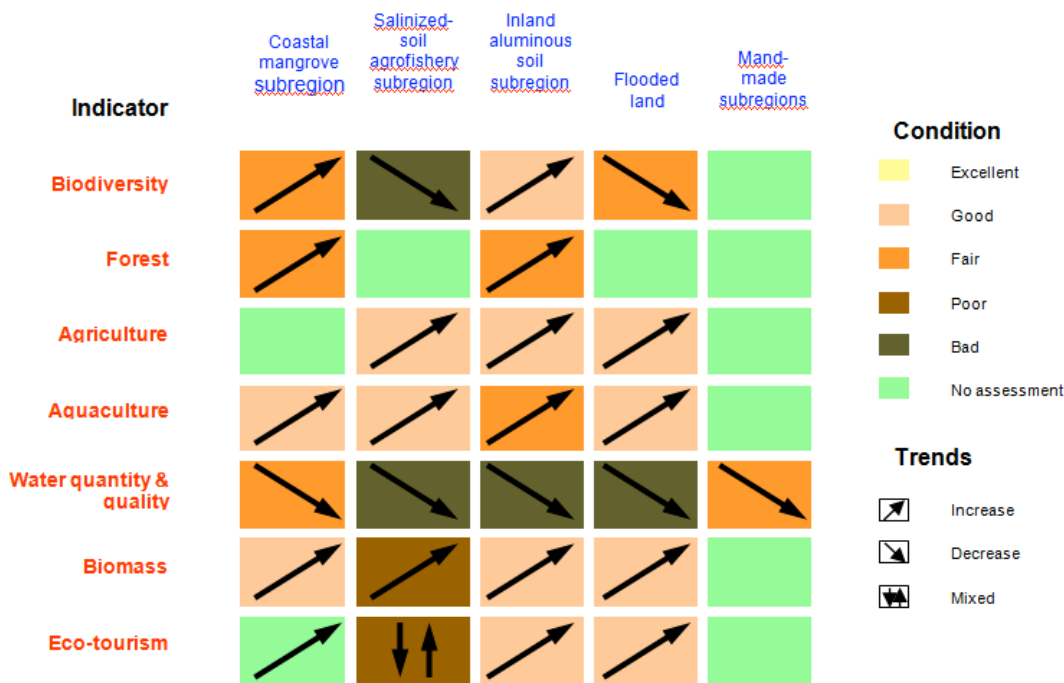 Coastal
mangrove
subregion
Salinized-
soil
agrofishery
subregion
Inland
aluminous
soil
subregion
Flooded
land
Mand-
made
subregions
Indicator
Biodiversity
Forest
Agriculture
Aquaculture
Water quantity &
quality
Biomass
Eco-tourism
Condition
Excellent
Good
Fair
Poor
Bad
No assessment
Trends
Increase
Decrease
Mixed